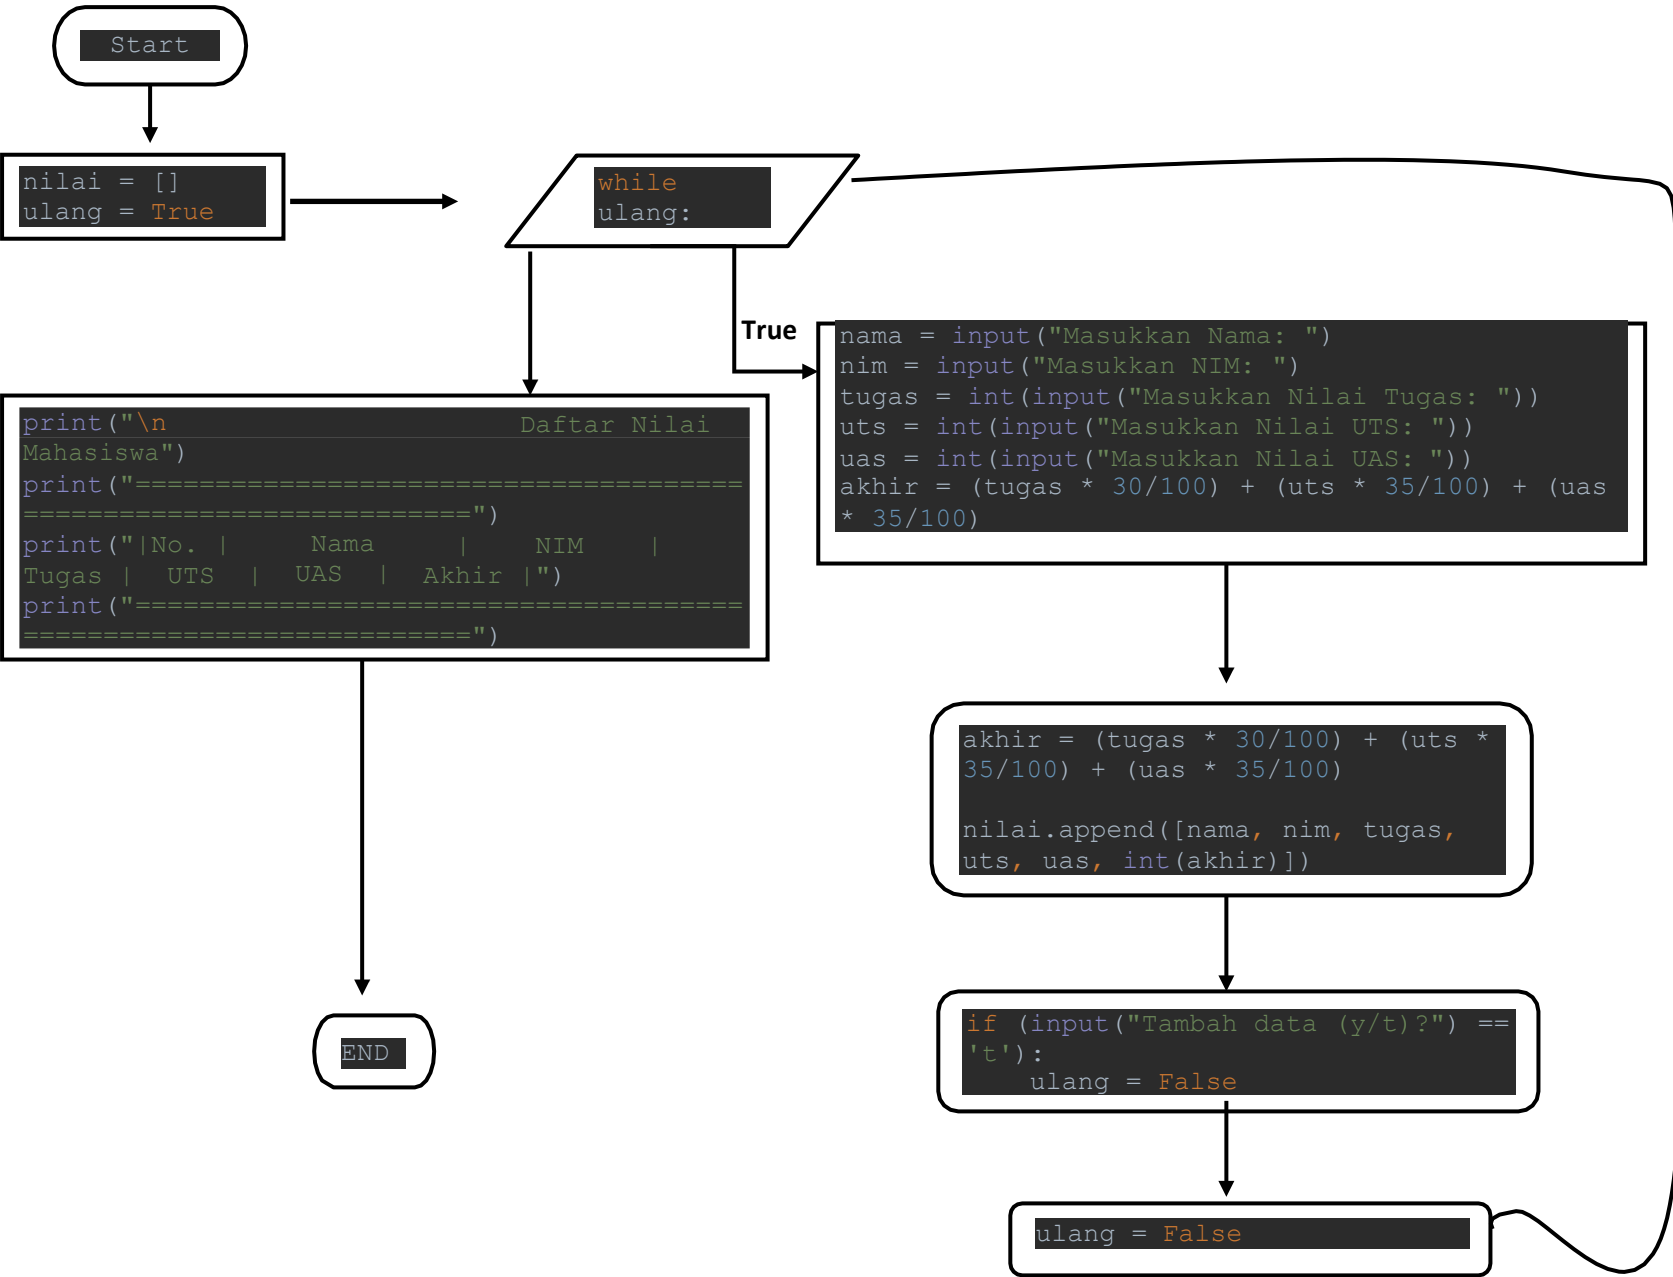 Start
nilai = []
ulang = True
while
ulang:
True
nama = input("Masukkan Nama: ")
nim = input("Masukkan NIM: ")
tugas = int(input("Masukkan Nilai Tugas: "))
uts = int(input("Masukkan Nilai UTS: "))
uas = int(input("Masukkan Nilai UAS: "))
akhir = (tugas * 30/100) + (uts * 35/100) + (uas
* 35/100)
print("\n Daftar Nilai
Mahasiswa")
print("======================================
============================")
print("|No. | Nama | NIM |
Tugas | UTS | UAS | Akhir |")
print("======================================
============================")
akhir = (tugas * 30/100) + (uts *
35/100) + (uas * 35/100)
nilai.append([nama, nim, tugas,
uts, uas, int(akhir)])
if (input("Tambah data (y/t)?") ==
't'):
ulang = False
END
ulang = False